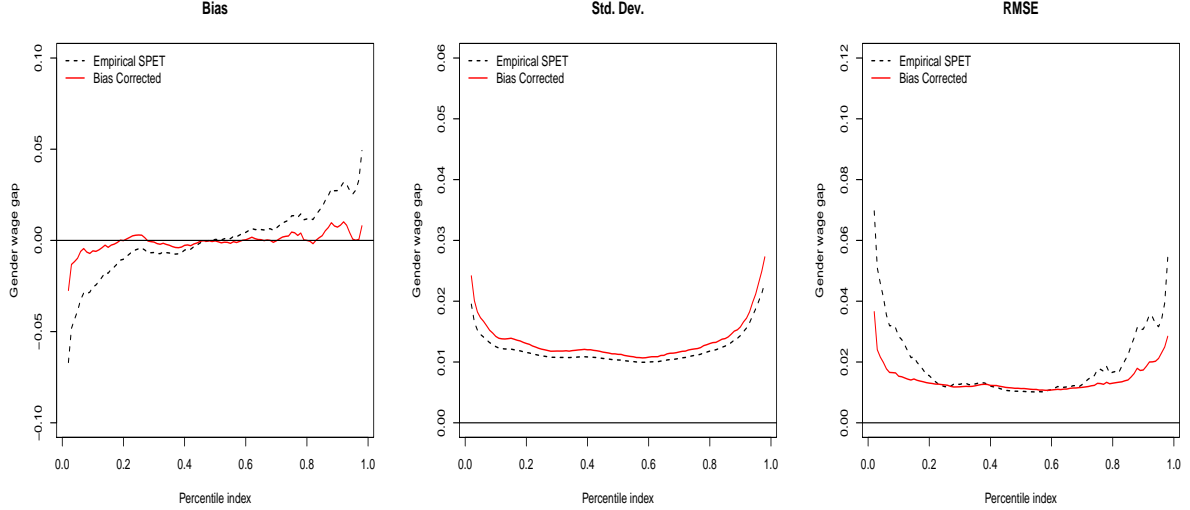 Bias
Empirical SPET
Bias Corrected
Gender wage gap
0.10
0.05
0.00
−0.05
−0.10
0.0 0.2 0.4 0.6 0.8 1.0
Percentile index
Std. Dev.
Empirical SPET
Bias Corrected
Gender wage gap
0.06
0.05
0.04
0.03
0.02
0.01
0.00
0.0 0.2 0.4 0.6 0.8 1.0
Percentile index
RMSE
Empirical SPET
Bias Corrected
Gender wage gap
0.12
0.10
0.08
0.06
0.04
0.02
0.00
0.0 0.2 0.4 0.6 0.8 1.0
Percentile index